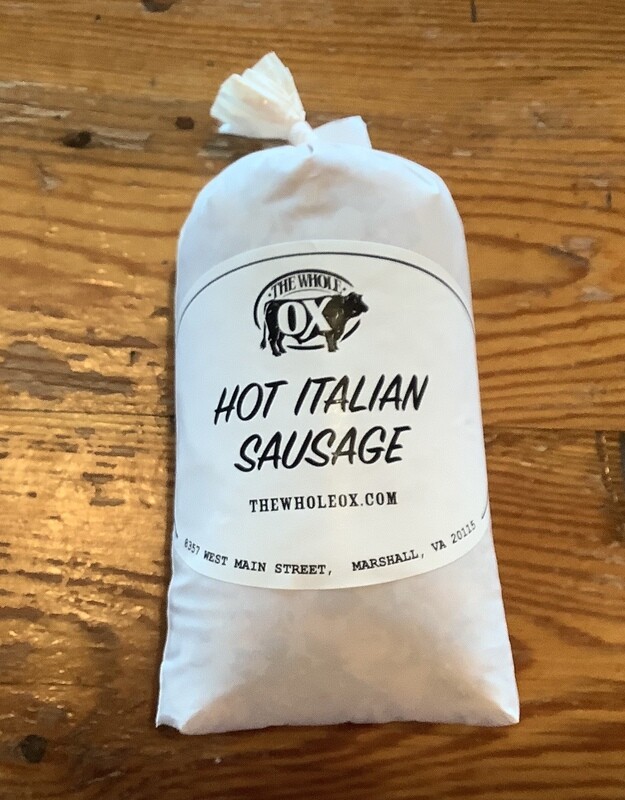 THE WHOLE
OX
HOT ITALIAN
SAUSAGE
THEWHOLEOX.COM
8357 WEST MAIN STREET, MARSHALL, VA 20115